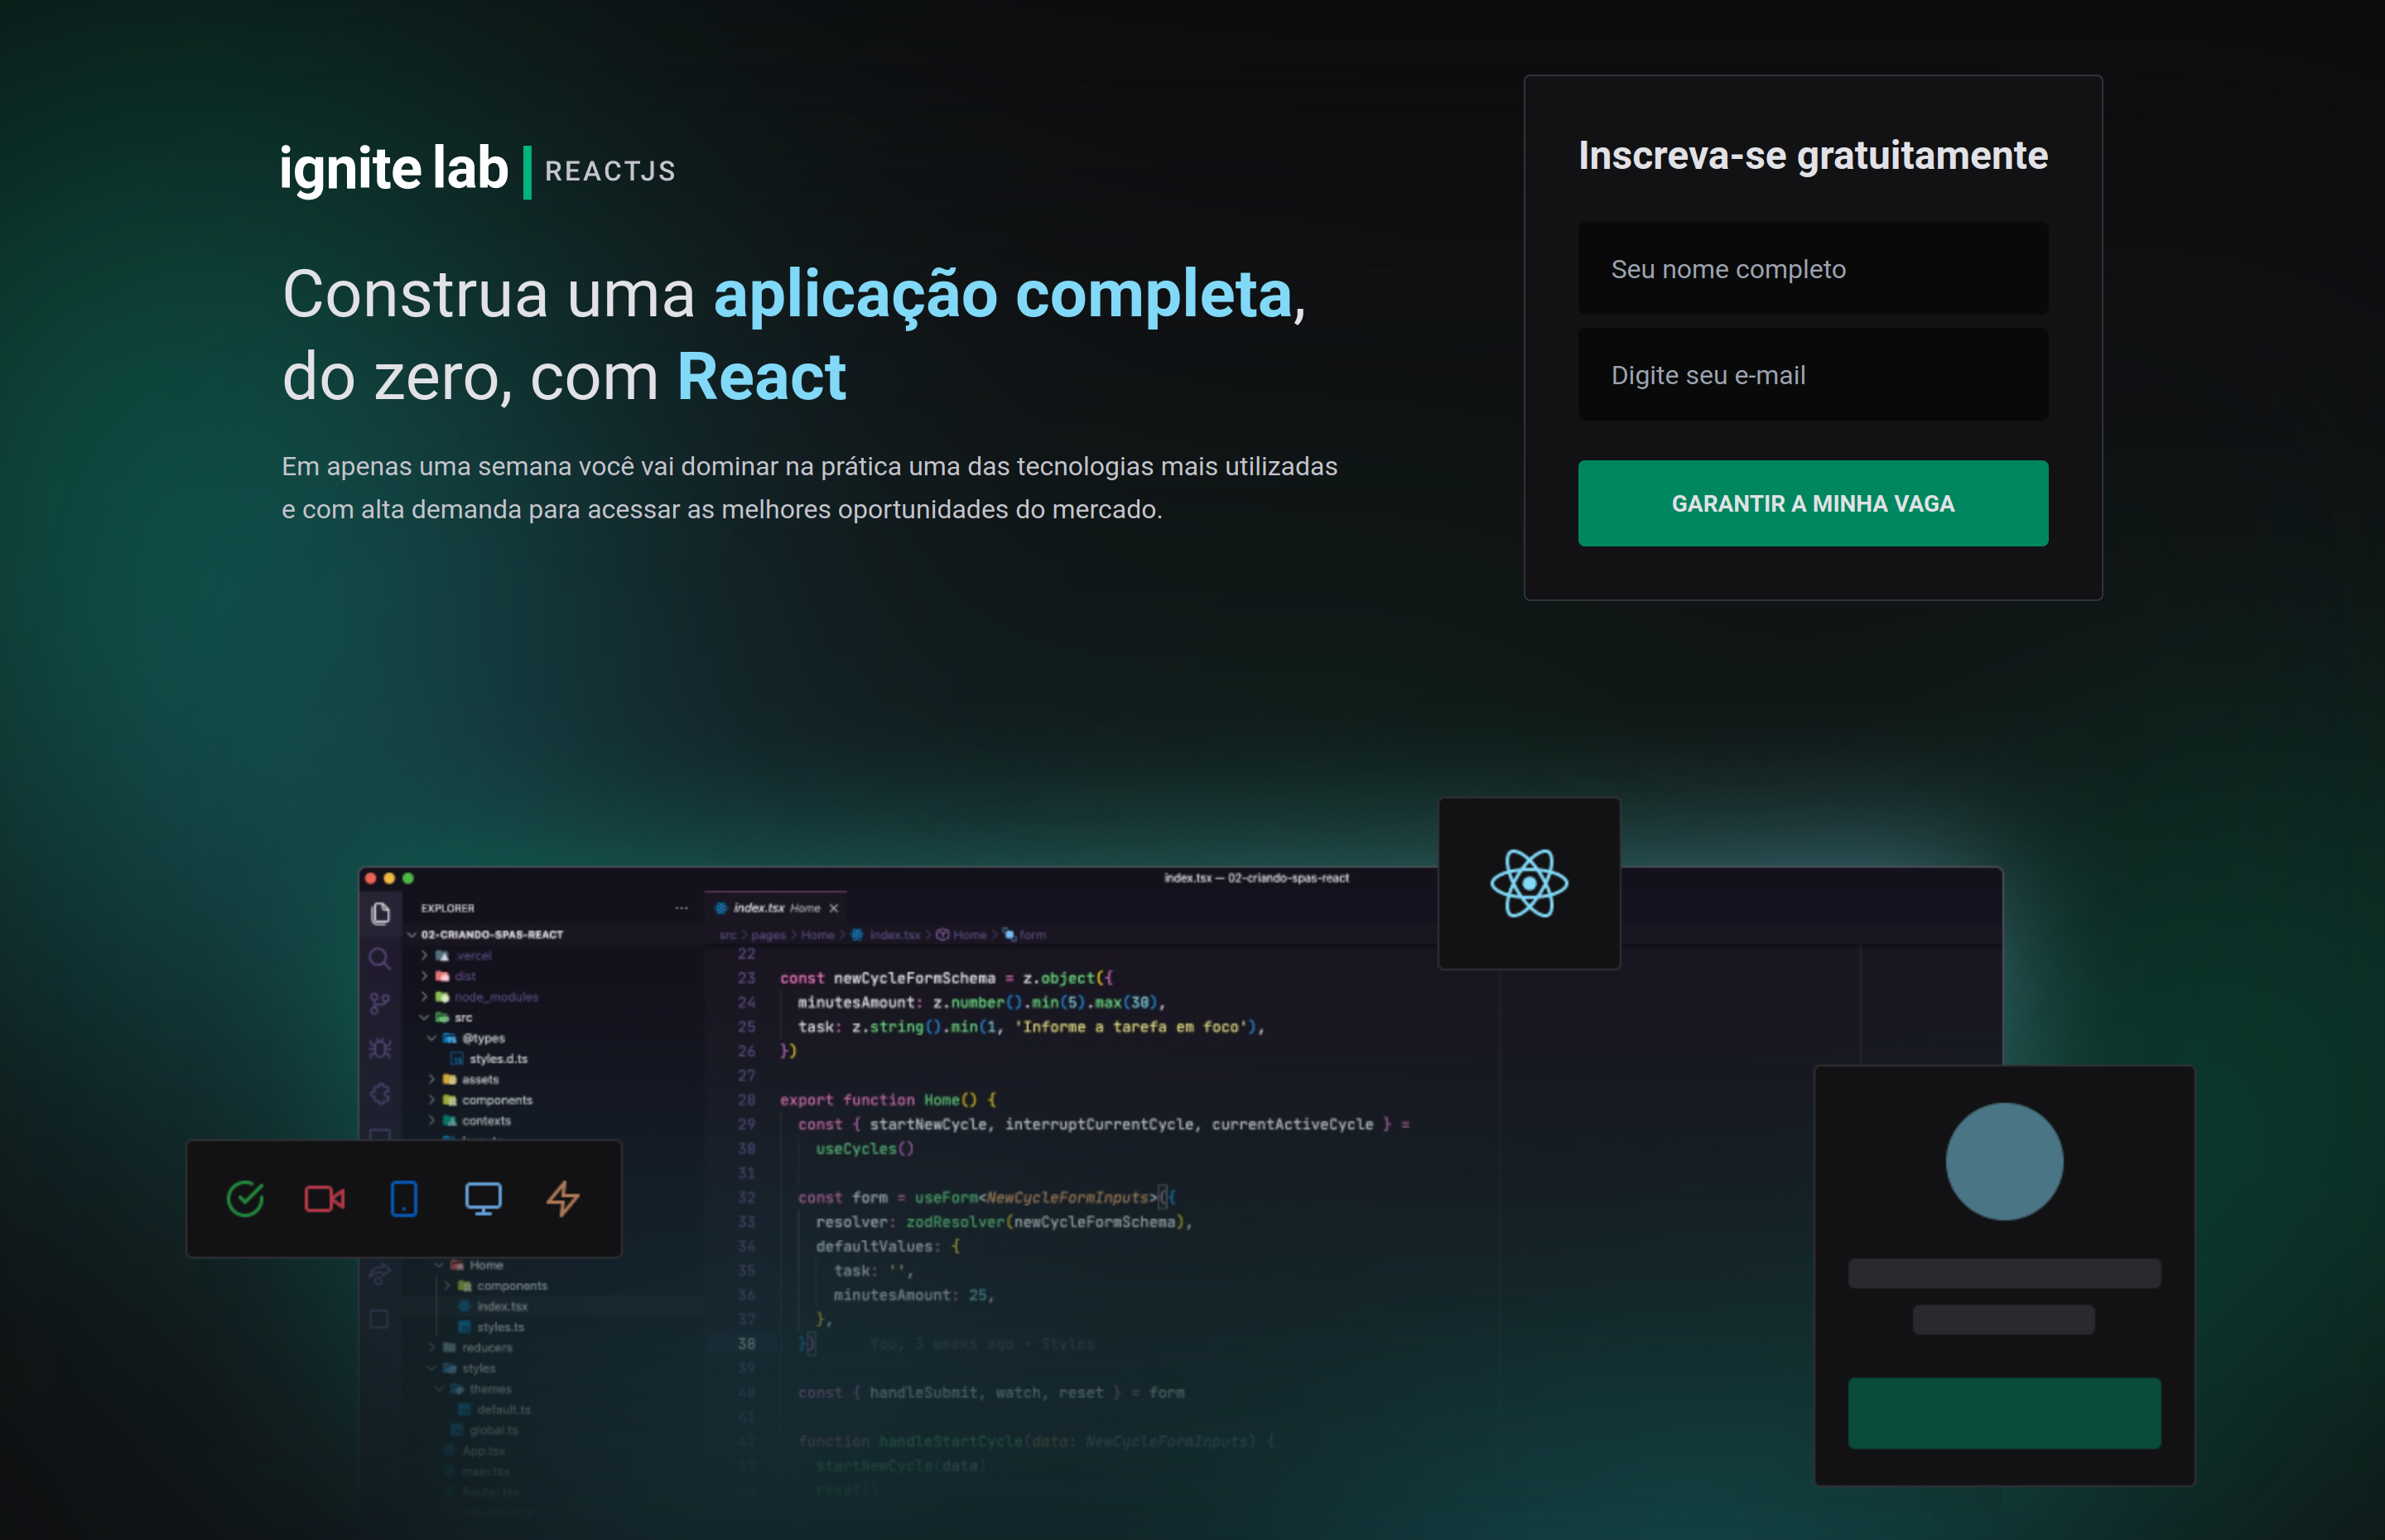 ignite lab | REACTJS
Construa uma aplicação completa,
do zero, com React
Em apenas uma semana você vai dominar na prática uma das tecnologias mais utilizadas
e com alta demanda para acessar as melhores oportunidades do mercado.
Inscreva-se gratuitamente
Seu nome completo
Digite seu e-mail
GARANTIR A MINHA VAGA
index.tsx — 02-criando-spas-react
EXPLORER
02-CRIANDO-SPAS-REACT
.vercel
dist
node_modules
src
@types
styles.d.ts
assets
components
contexts
Home
components
index.tsx
styles.ts
reducers
styles
themes
default.ts
global.ts
App.tsx
main.tsx
Router.tsx
index.tsx Home
src > pages > Home > index.tsx > Home > form
22
23 const newCycleFormSchema = z.object({
24 minutesAmount: z.number().min(5).max(30),
25 task: z.string().min(1, 'Informe a tarefa em foco'),
26 })
27
28 export function Home() {
29 const { startNewCycle, interruptCurrentCycle, currentActiveCycle } =
30 useCycles()
31
32 const form = useForm<NewCycleFormInputs>({
33 resolver: zodResolver(newCycleFormSchema),
34 defaultValues: {
35 task: '',
36 minutesAmount: 25,
37 },
38 }) You, 3 weeks ago • Styles
39
40 const { handleSubmit, watch, reset } = form
41
42 function handleStartCycle(data: NewCycleFormInputs) {
43 startNewCycle(data)
44 reset()